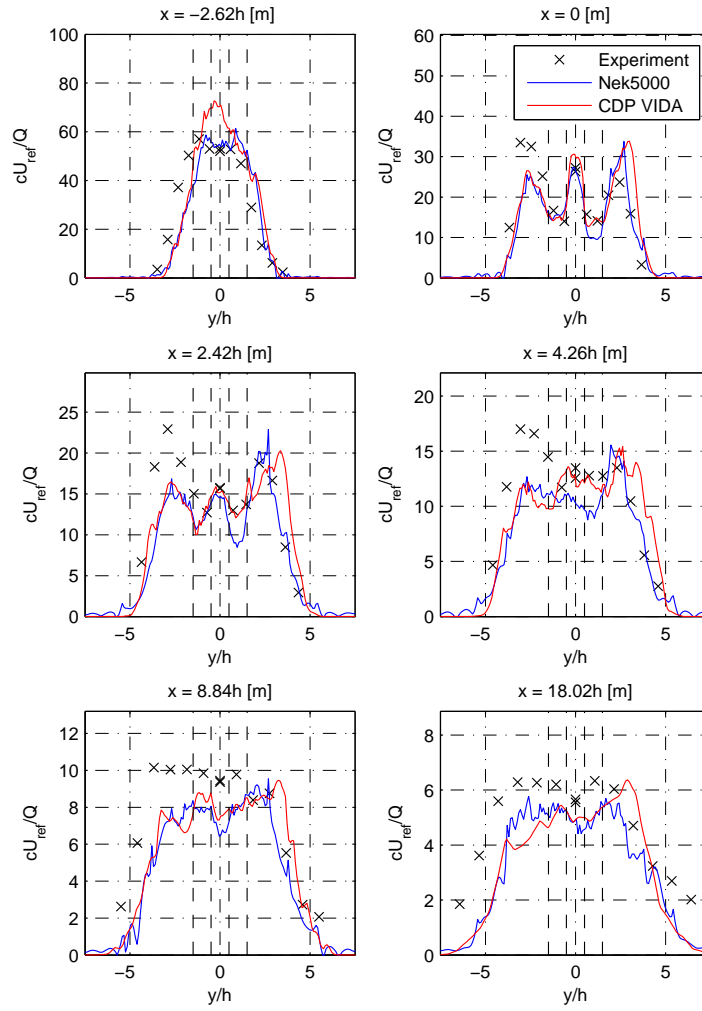 x = −2.62h [m]
100
80
60
40
20
0
cU_ref/Q
−5 0 5
y/h
x = 0 [m]
60
50
40
30
20
10
0
cU_ref/Q
Experiment
Nek5000
CDP VIDA
−5 0 5
y/h
x = 2.42h [m]
25
20
15
10
5
0
cU_ref/Q
−5 0 5
y/h
x = 4.26h [m]
20
15
10
5
0
cU_ref/Q
−5 0 5
y/h
x = 8.84h [m]
12
10
8
6
4
2
0
cU_ref/Q
−5 0 5
y/h
x = 18.02h [m]
8
6
4
2
0
cU_ref/Q
−5 0 5
y/h